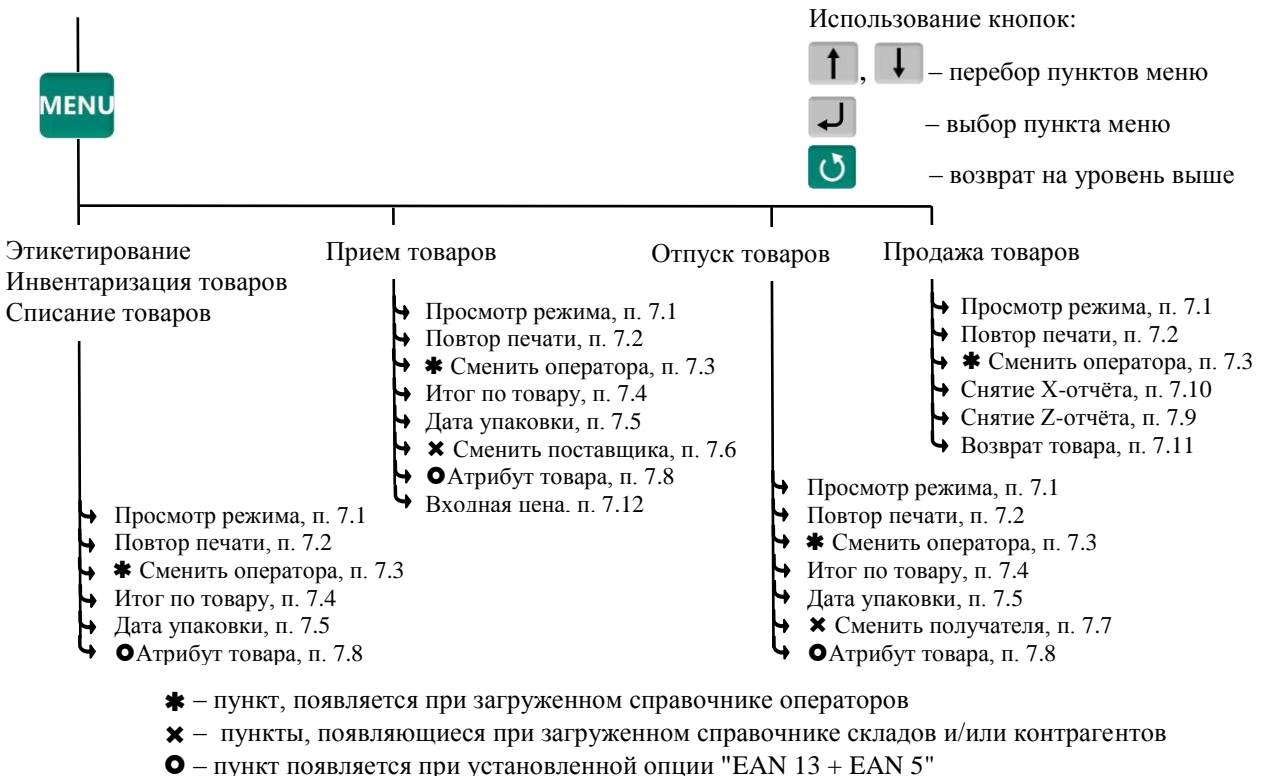 Использование кнопок:
, – перебор пунктов меню
MENU
– выбор пункта меню
– возврат на уровень выше
Этикетирование
Инвентаризация товаров
Списание товаров
Просмотр режима, п. 7.1
Повтор печати, п. 7.2
✱ Сменить оператора, п. 7.3
Итог по товару, п. 7.4
Дата упаковки, п. 7.5
⭘Атрибут товара, п. 7.8
Прием товаров
Просмотр режима, п. 7.1
Повтор печати, п. 7.2
✱ Сменить оператора, п. 7.3
Итог по товару, п. 7.4
Дата упаковки, п. 7.5
✖ Сменить поставщика, п. 7.6
⭘Атрибут товара, п. 7.8
Входная цена, п. 7.12
Отпуск товаров
Просмотр режима, п. 7.1
Повтор печати, п. 7.2
✱ Сменить оператора, п. 7.3
Итог по товару, п. 7.4
Дата упаковки, п. 7.5
✖ Сменить получателя, п. 7.7
⭘Атрибут товара, п. 7.8
Продажа товаров
Просмотр режима, п. 7.1
Повтор печати, п. 7.2
✱ Сменить оператора, п. 7.3
Снятие X-отчёта, п. 7.10
Снятие Z-отчёта, п. 7.9
Возврат товара, п. 7.11
✱ – пункт, появляется при загруженном справочнике операторов
✖ – пункты, появляющиеся при загруженном справочнике складов и/или контрагентов
⭘ – пункт появляется при установленной опции "EAN 13 + EAN 5"